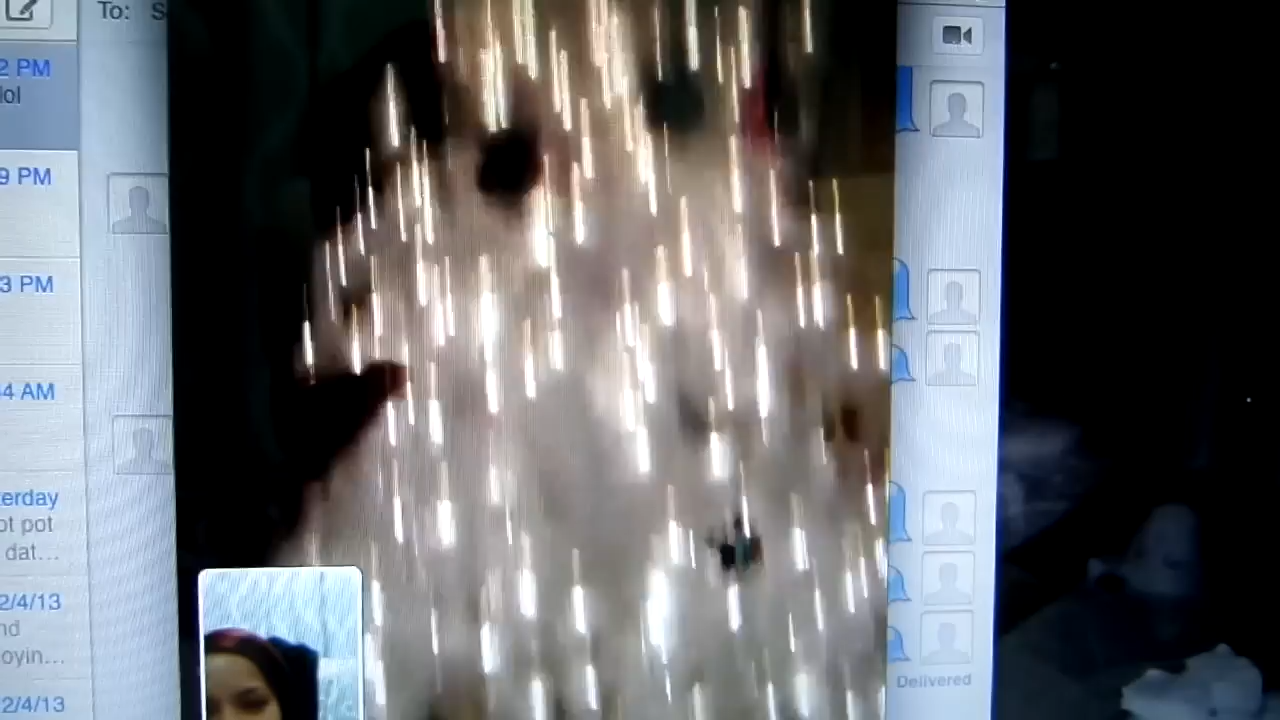 To: S
2 PM
lol
9 PM
3 PM
4 AM
erday
ot pot
dat...
2/4/13
nd
oyin...
2/4/13
Delivered